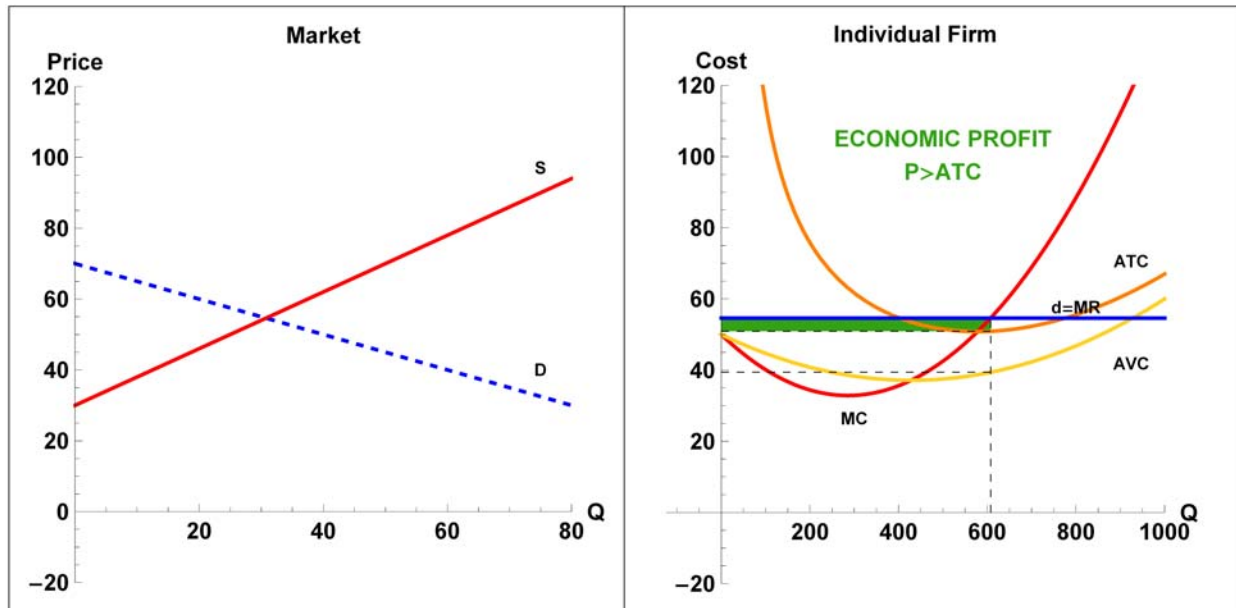 Market
Price
120
100
80
60
40
20
0
−20
20
40
60
80
Q
S
D
Individual Firm
Cost
120
100
80
60
40
20
−20
200
400
600
800
1000
Q
ECONOMIC PROFIT
P>ATC
ATC
d=MR
AVC
MC